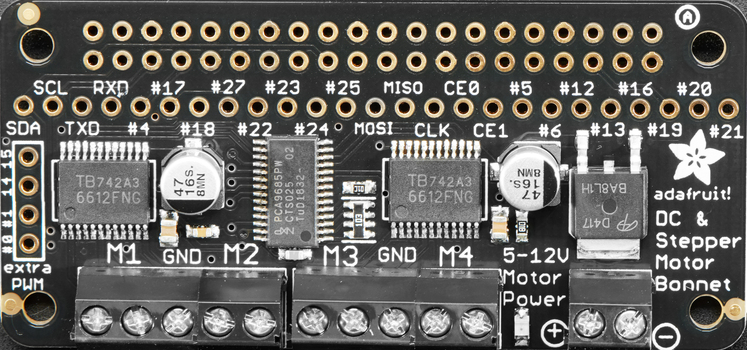 SCL RXD #17 #27 #23 #25 MISO CE0 #5 #12 #16 #20
SDA TXD #4 #18 #22 #24 MOSI CLK CE1 #6 #13 #19 #21
15
14
#1
#0
extra
PWM
TB742A3
6612FNG
47
16s.
8MN
PCA9685PW
CTS025 02
TuD1832
103
TB742A3
6612FNG
47
16s.
8MN
D417
BA8L1H
adafruit!
DC &
Stepper
Motor
Bonnet
M1 GND M2 M3 GND M4
5-12V
Motor
Power
+ -